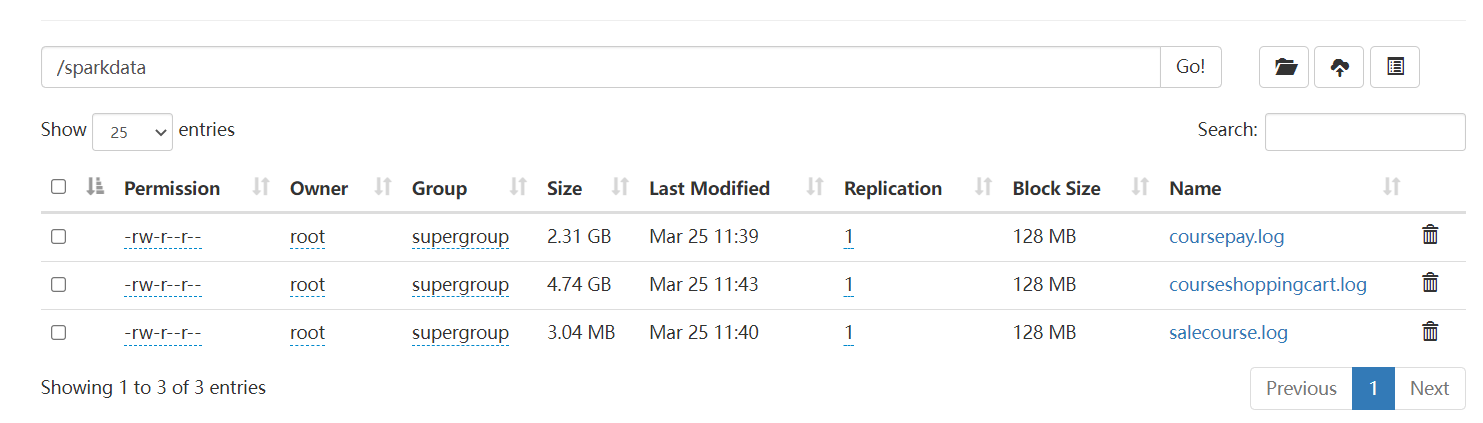 /sparkdata Go!
Show 25 entries Search:
Permission Owner Group Size Last Modified Replication Block Size Name
-rw-r--r-- root supergroup 2.31 GB Mar 25 11:39 1 128 MB coursepay.log
-rw-r--r-- root supergroup 4.74 GB Mar 25 11:43 1 128 MB courseshoppingcart.log
-rw-r--r-- root supergroup 3.04 MB Mar 25 11:40 1 128 MB salecourse.log
Showing 1 to 3 of 3 entries Previous 1 Next